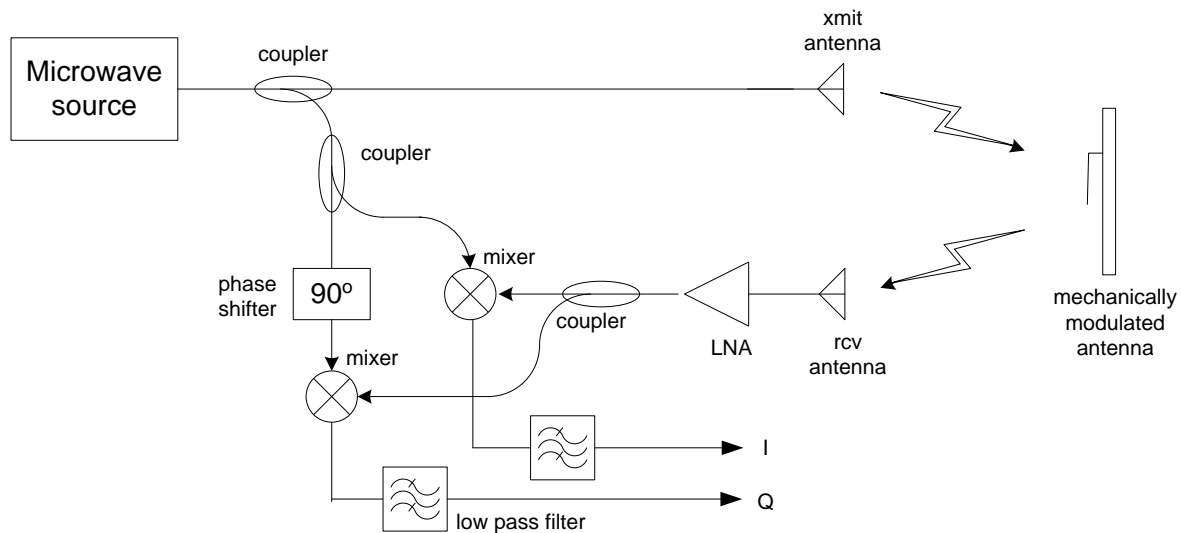 xmit
antenna
coupler
Microwave
source
coupler
mixer
phase
shifter
90º
coupler
LNA
rcv
antenna
mechanically
modulated
antenna
mixer
I
Q
low pass filter